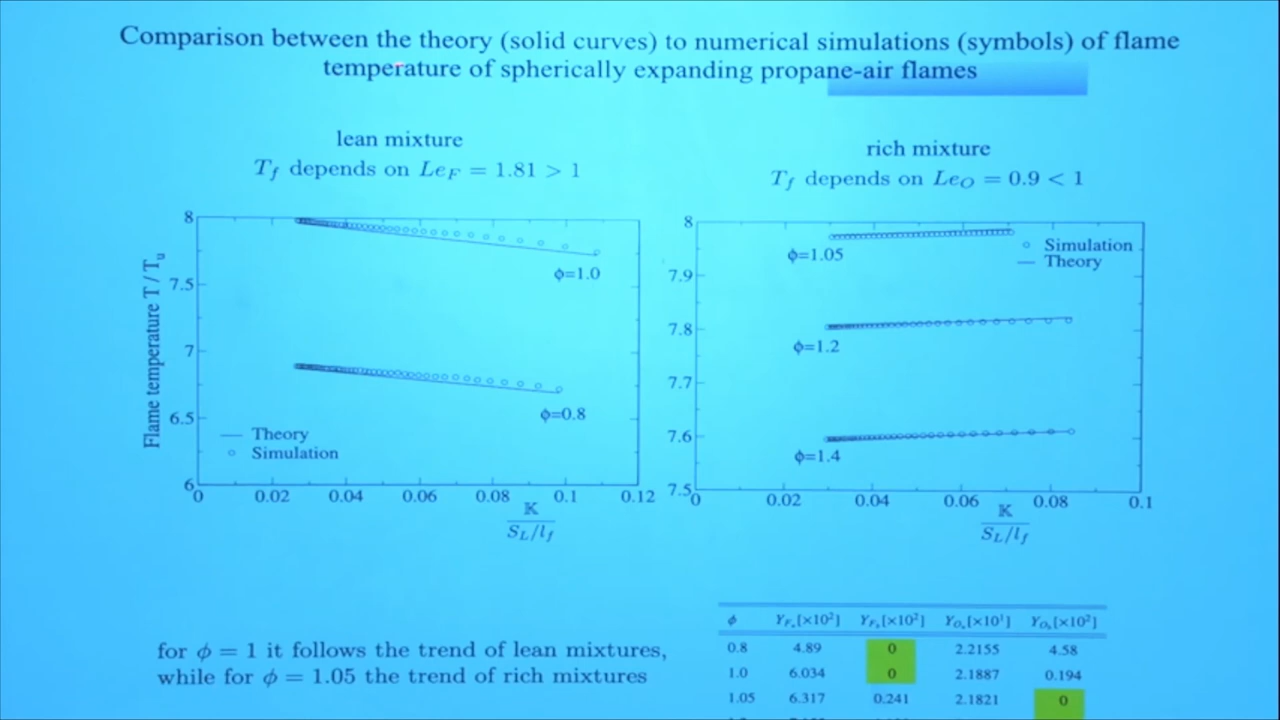 Comparison between the theory (solid curves) to numerical simulations (symbols) of flame
temperature of spherically expanding propane-air flames
lean mixture
T_f depends on Le_F = 1.81 > 1
rich mixture
T_f depends on Le_O = 0.9 < 1
Flame temperature T / T_u
8
7.5
7
6.5
6
ϕ=1.0
ϕ=0.8
Theory
Simulation
0 0.02 0.04 0.06 0.08 0.1 0.12
𝕂
S_L/l_f
8
7.9
7.8
7.7
7.6
7.5
Simulation
Theory
ϕ=1.05
ϕ=1.2
ϕ=1.4
0 0.02 0.04 0.06 0.08 0.1
𝕂
S_L/l_f
for ϕ = 1 it follows the trend of lean mixtures,
while for ϕ = 1.05 the trend of rich mixtures
ϕ Y_Fu[×10²] Y_Fb[×10²] Y_Ou[×10¹] Y_Ob[×10²]
0.8 4.89 0 2.2155 4.58
1.0 6.034 0 2.1887 0.194
1.05 6.317 0.241 2.1821 0